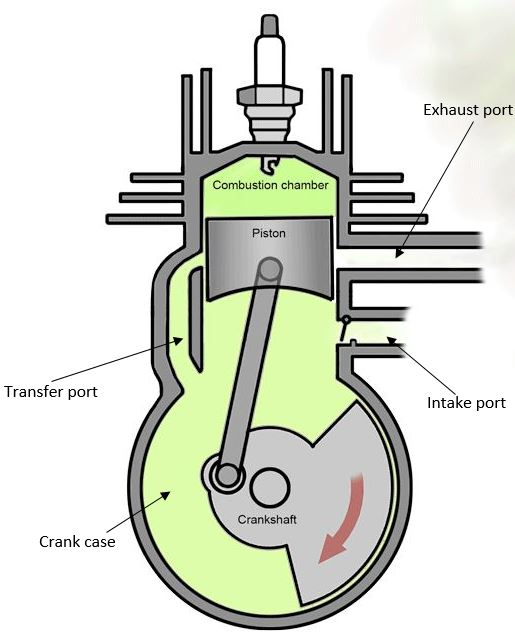 Exhaust port
Combustion chamber
Piston
Transfer port
Intake port
Crankshaft
Crank case